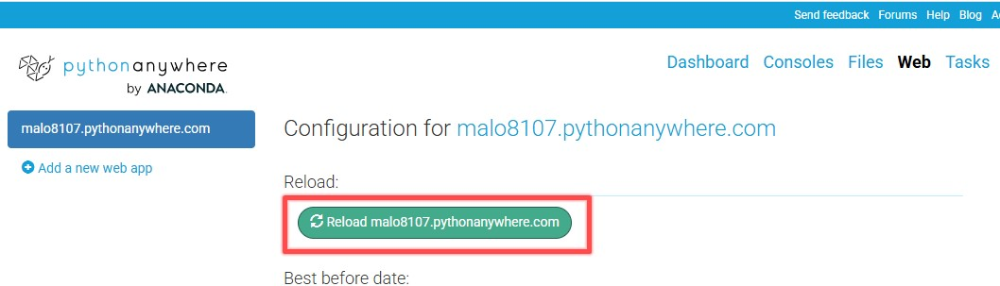 Send feedback Forums Help Blog
pythonanywhere
by ANACONDA.
Dashboard Consoles Files Web Tasks
malo8107.pythonanywhere.com
Add a new web app
Configuration for malo8107.pythonanywhere.com
Reload:
Reload malo8107.pythonanywhere.com
Best before date: